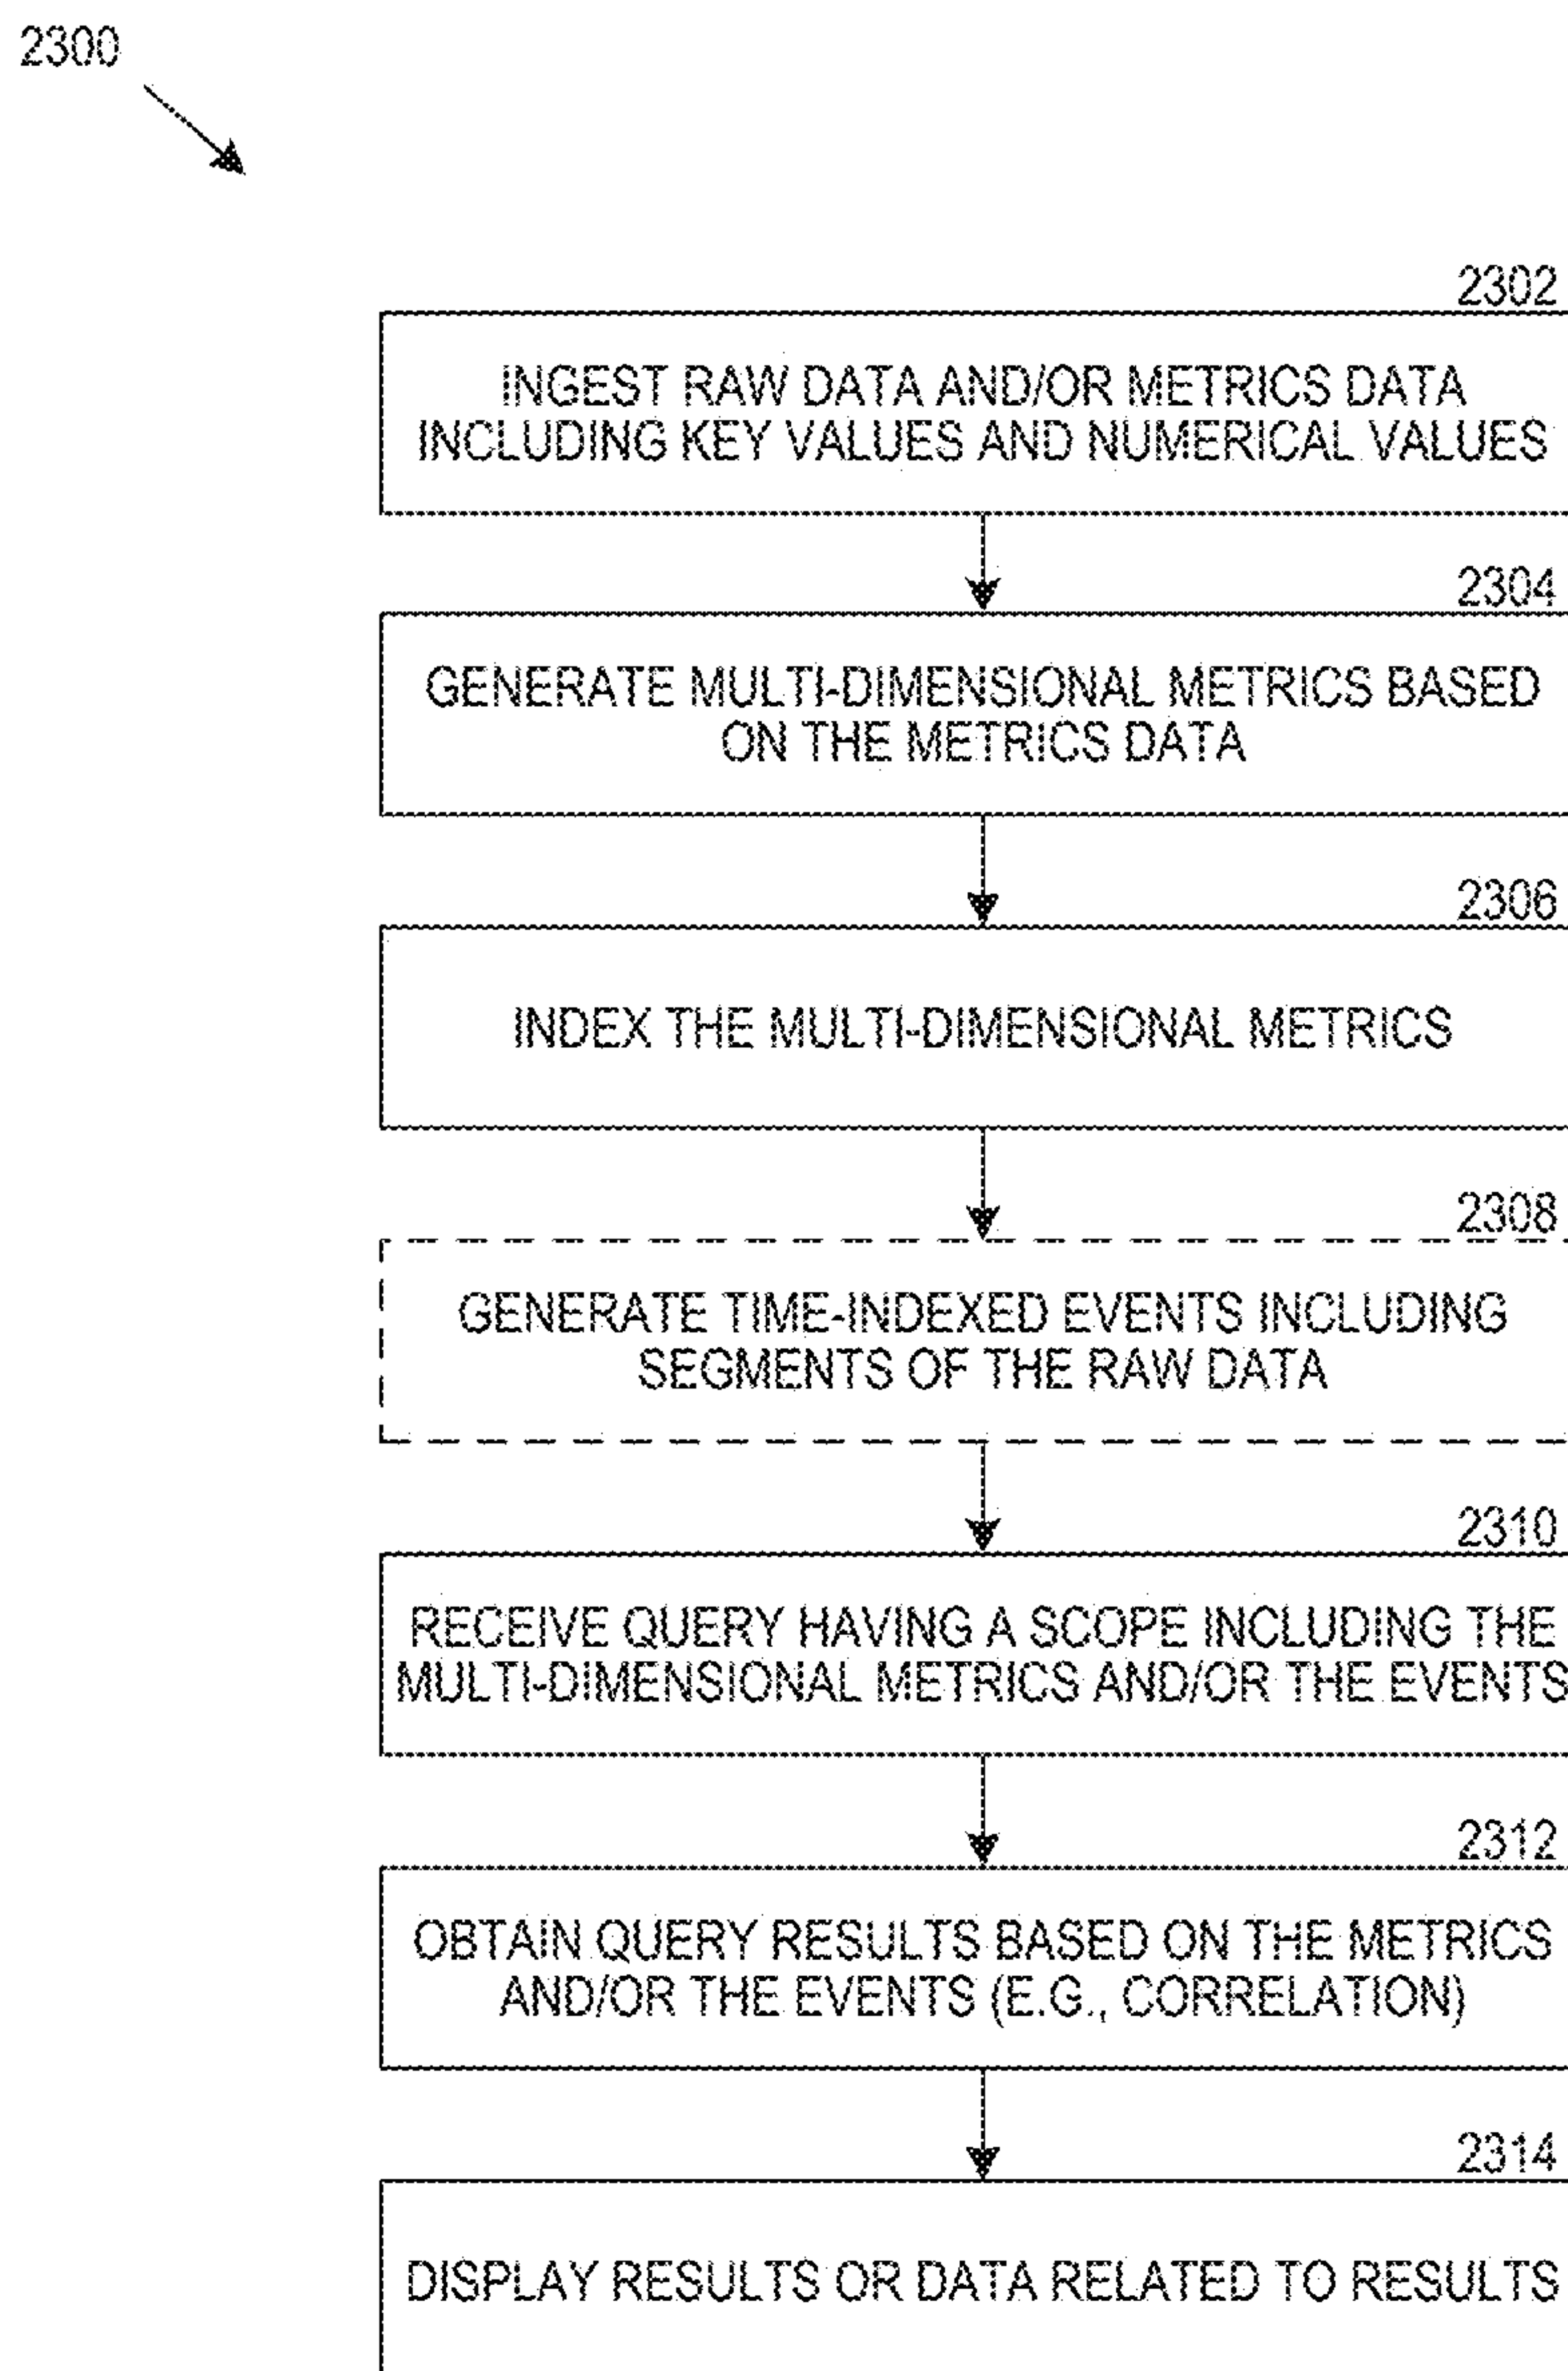 2300
2302
INGEST RAW DATA AND/OR METRICS DATA
INCLUDING KEY VALUES AND NUMERICAL VALUES
2304
GENERATE MULTI-DIMENSIONAL METRICS BASED
ON THE METRICS DATA
2306
INDEX THE MULTI-DIMENSIONAL METRICS
2308
GENERATE TIME-INDEXED EVENTS INCLUDING
SEGMENTS OF THE RAW DATA
2310
RECEIVE QUERY HAVING A SCOPE INCLUDING THE
MULTI-DIMENSIONAL METRICS AND/OR THE EVENTS
2312
OBTAIN QUERY RESULTS BASED ON THE METRICS
AND/OR THE EVENTS (E.G., CORRELATION)
2314
DISPLAY RESULTS OR DATA RELATED TO RESULTS